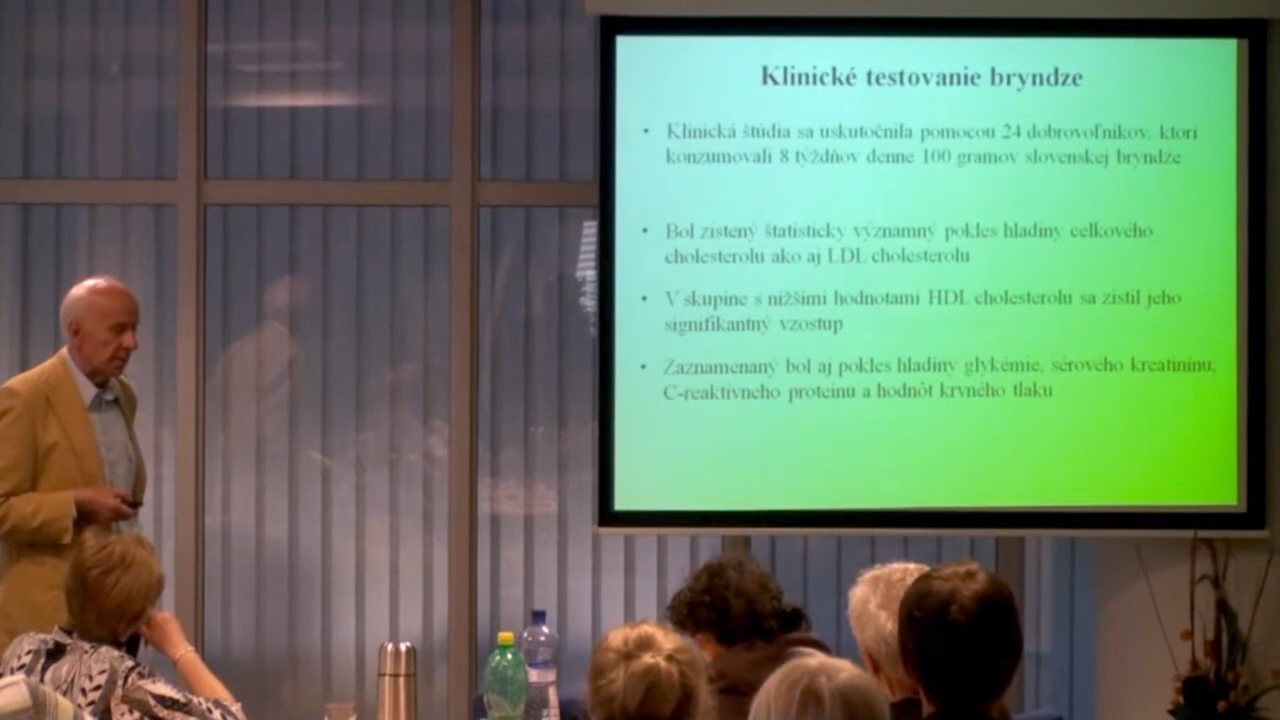 Klinické testovanie bryndze
• Klinická štúdia sa uskutočnila pomocou 24 dobrovoľníkov, ktorí
konzumovali 8 týždňov denne 100 gramov slovenskej bryndze
• Bol zistený štatisticky významný pokles hladiny celkového
cholesterolu ako aj LDL cholesterolu
• V skupine s nižšími hodnotami HDL cholesterolu sa zistil jeho
signifikantný vzostup
• Zaznamenaný bol aj pokles hladiny glykémie, sérového kreatinínu,
C-reaktívneho proteinu a hodnôt krvného tlaku